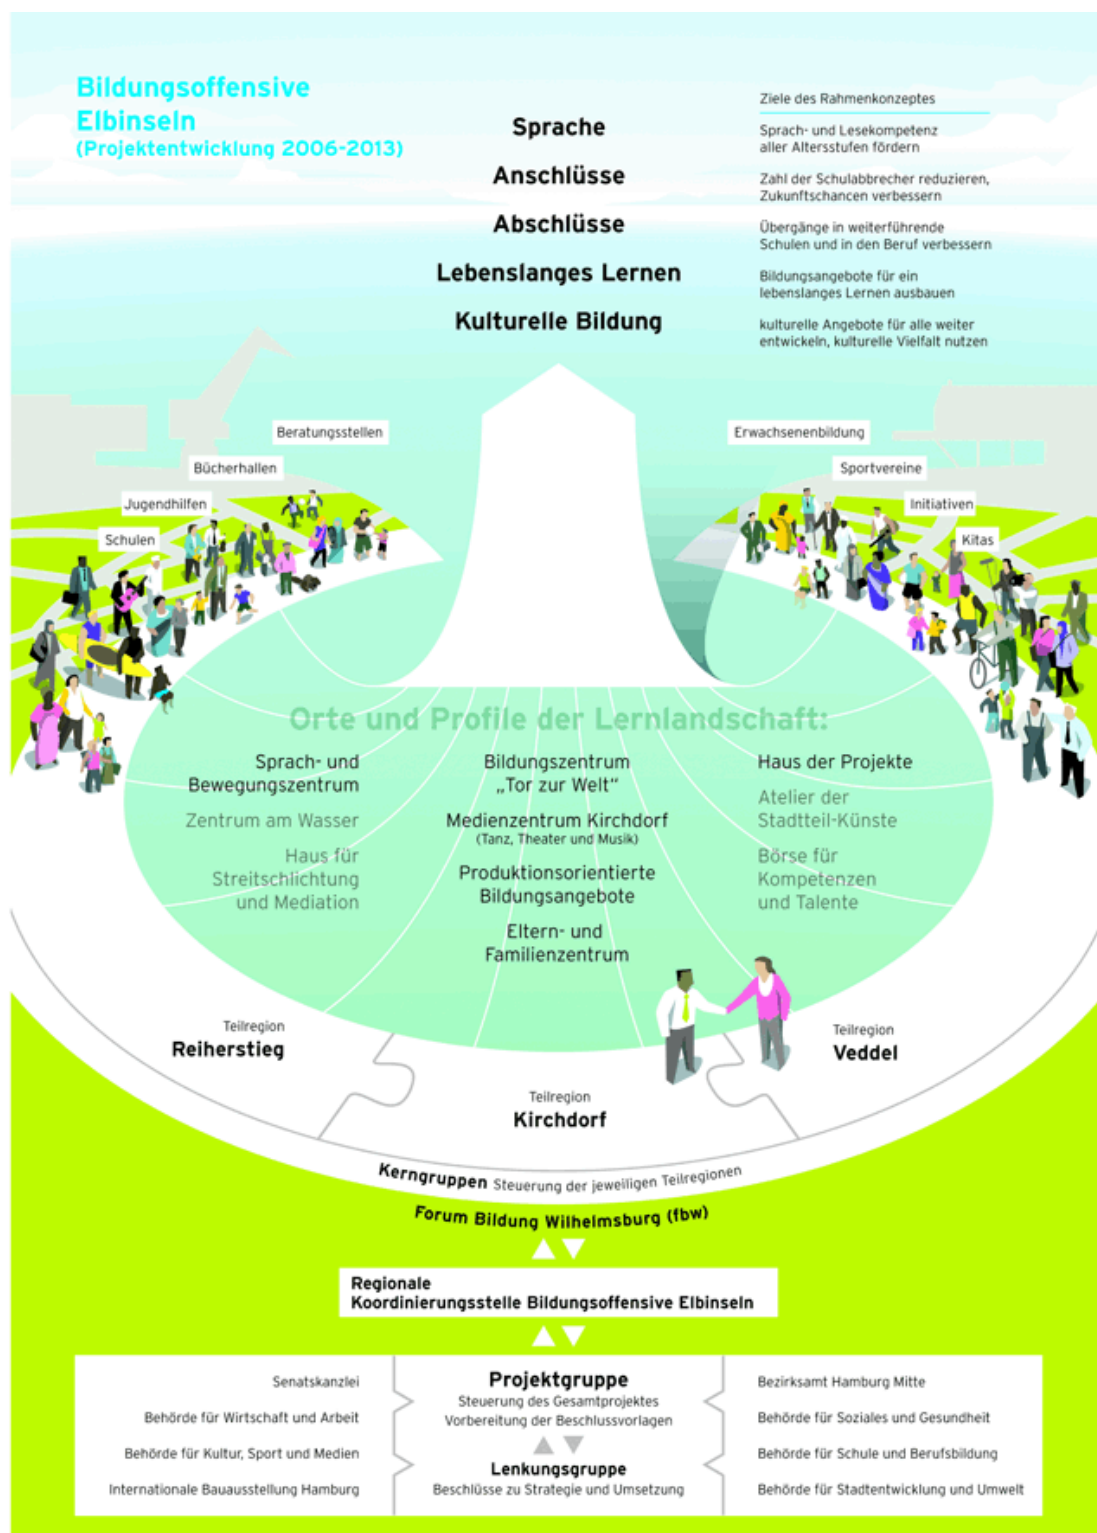 Bildungsoffensive
Elbinseln
(Projektentwicklung 2006-2013)
Sprache
Anschlüsse
Abschlüsse
Lebenslanges Lernen
Kulturelle Bildung
Ziele des Rahmenkonzeptes
Sprach- und Lesekompetenz
aller Altersstufen fördern
Zahl der Schulabbrecher reduzieren,
Zukunftschancen verbessern
Übergänge in weiterführende
Schulen und in den Beruf verbessern
Bildungsangebote für ein
lebenslanges Lernen ausbauen
kulturelle Angebote für alle weiter
entwickeln, kulturelle Vielfalt nutzen
Beratungsstellen
Bücherhallen
Jugendhilfen
Schulen
Erwachsenenbildung
Sportvereine
Initiativen
Kitas
Orte und Profile der Lernlandschaft:
Sprach- und
Bewegungszentrum
Zentrum am Wasser
Haus für
Streitschlichtung
und Mediation
Bildungszentrum
„Tor zur Welt“
Medienzentrum Kirchdorf
(Tanz, Theater und Musik)
Produktionsorientierte
Bildungsangebote
Eltern- und
Familienzentrum
Haus der Projekte
Atelier der
Stadtteil-Künste
Börse für
Kompetenzen
und Talente
Teilregion
Reiherstieg
Teilregion
Kirchdorf
Teilregion
Veddel
Kerngruppen Steuerung der jeweiligen Teilregionen
Forum Bildung Wilhelmsburg (fbw)
Regionale
Koordinierungsstelle Bildungsoffensive Elbinseln
Senatskanzlei
Behörde für Wirtschaft und Arbeit
Behörde für Kultur, Sport und Medien
Internationale Bauausstellung Hamburg
Projektgruppe
Steuerung des Gesamtprojektes
Vorbereitung der Beschlussvorlagen
Lenkungsgruppe
Beschlüsse zu Strategie und Umsetzung
Bezirksamt Hamburg Mitte
Behörde für Soziales und Gesundheit
Behörde für Schule und Berufsbildung
Behörde für Stadtentwicklung und Umwelt